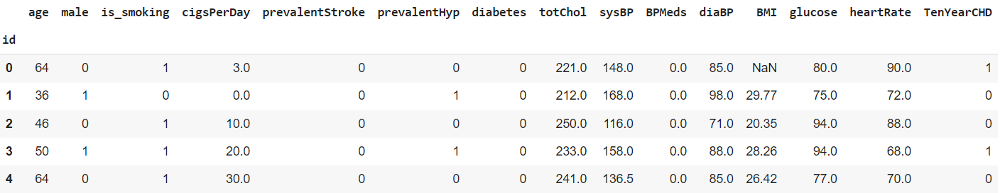 age male is_smoking cigsPerDay prevalentStroke prevalentHyp diabetes totChol sysBP BPMeds diaBP BMI glucose heartRate TenYearCHD
id
0 64 0 1 3.0 0 0 0 221.0 148.0 0.0 85.0 NaN 80.0 90.0 1
1 36 1 0 0.0 0 1 0 212.0 168.0 0.0 98.0 29.77 75.0 72.0 0
2 46 0 1 10.0 0 0 0 250.0 116.0 0.0 71.0 20.35 94.0 88.0 0
3 50 1 1 20.0 0 1 0 233.0 158.0 0.0 88.0 28.26 94.0 68.0 1
4 64 0 1 30.0 0 0 0 241.0 136.5 0.0 85.0 26.42 77.0 70.0 0